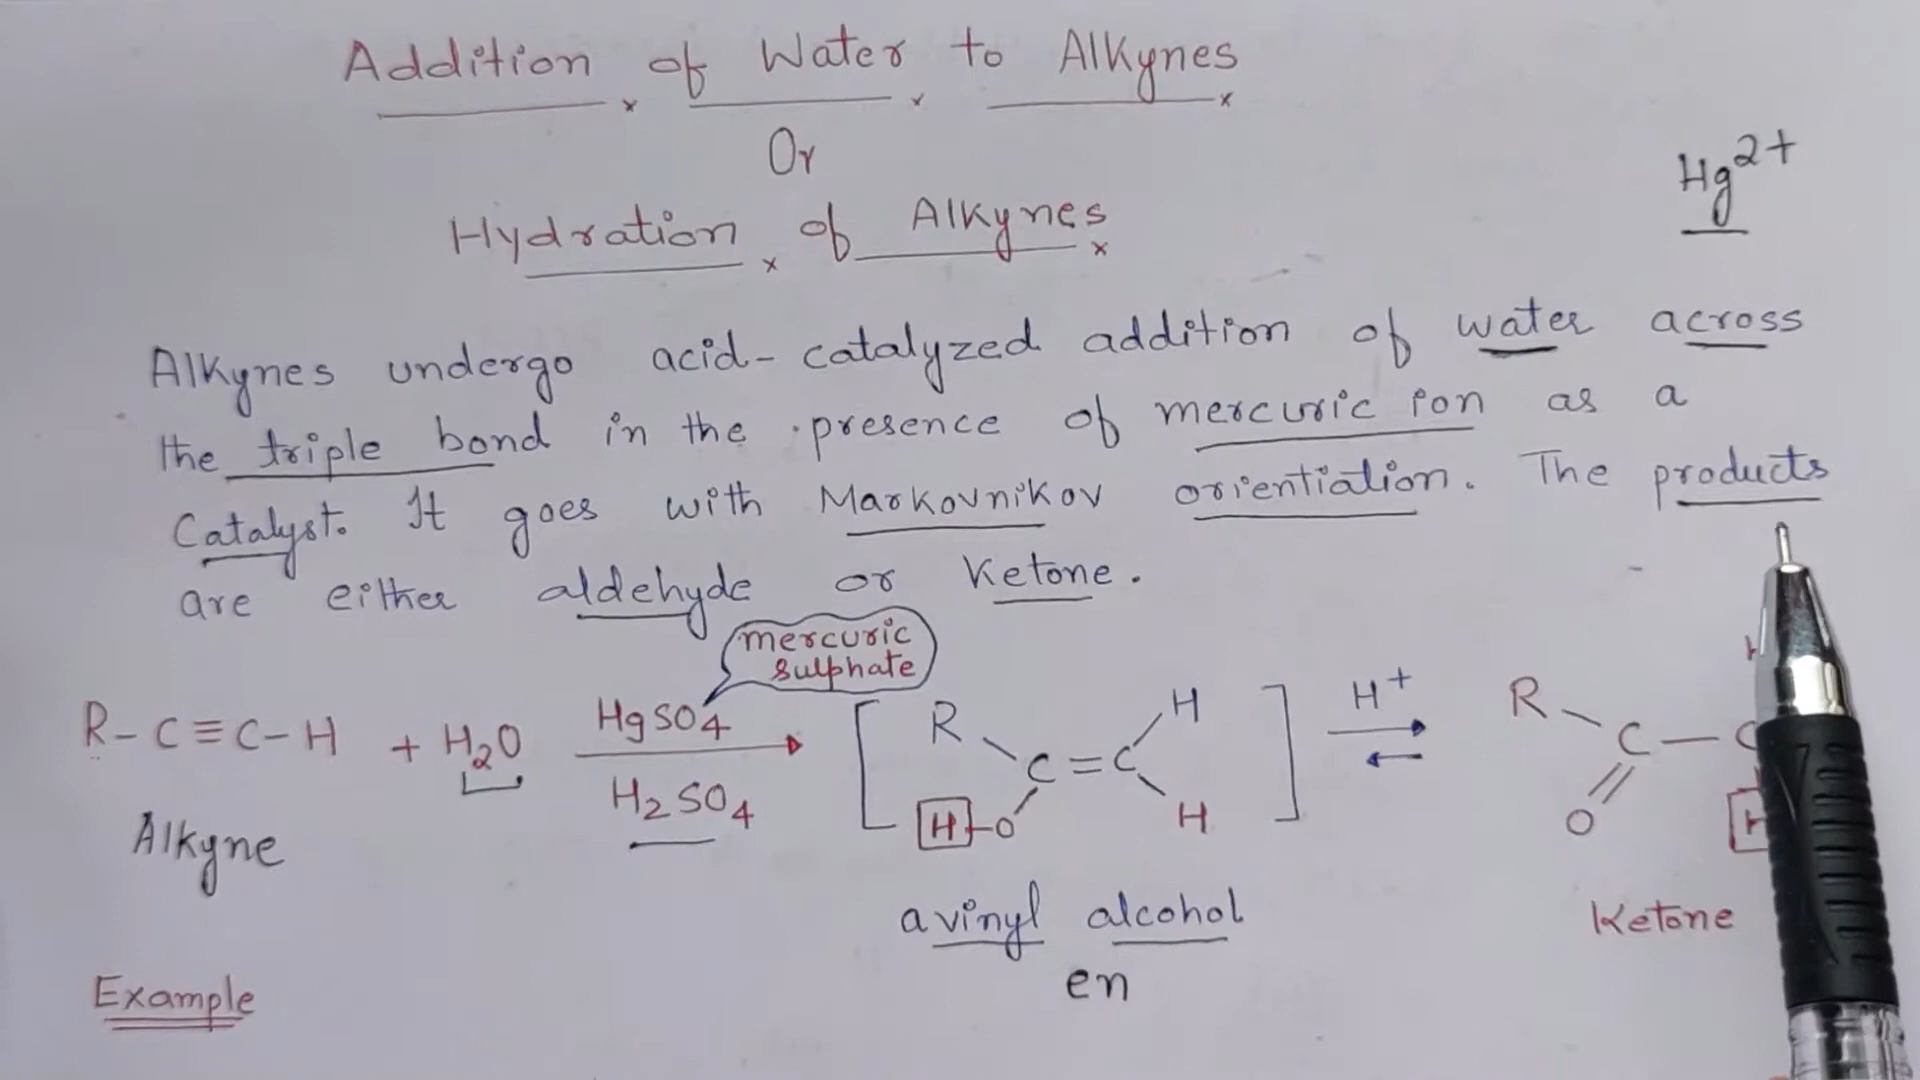 Addition of Water to Alkynes
Or
Hydration of Alkynes
Hg2+
Alkynes undergo acid-catalyzed addition of water across
the triple bond in the presence of mercuric ion as a
Catalyst. It goes with Markovnikov orientiation. The products
are either aldehyde or Ketone.
mercuric
sulphate
R-C≡C-H + H2O
HgSO4
H2SO4
[R C=C H
H-O H]
H+
R C—C
O
Alkyne
a vinyl alcohol
en
Ketone
Example